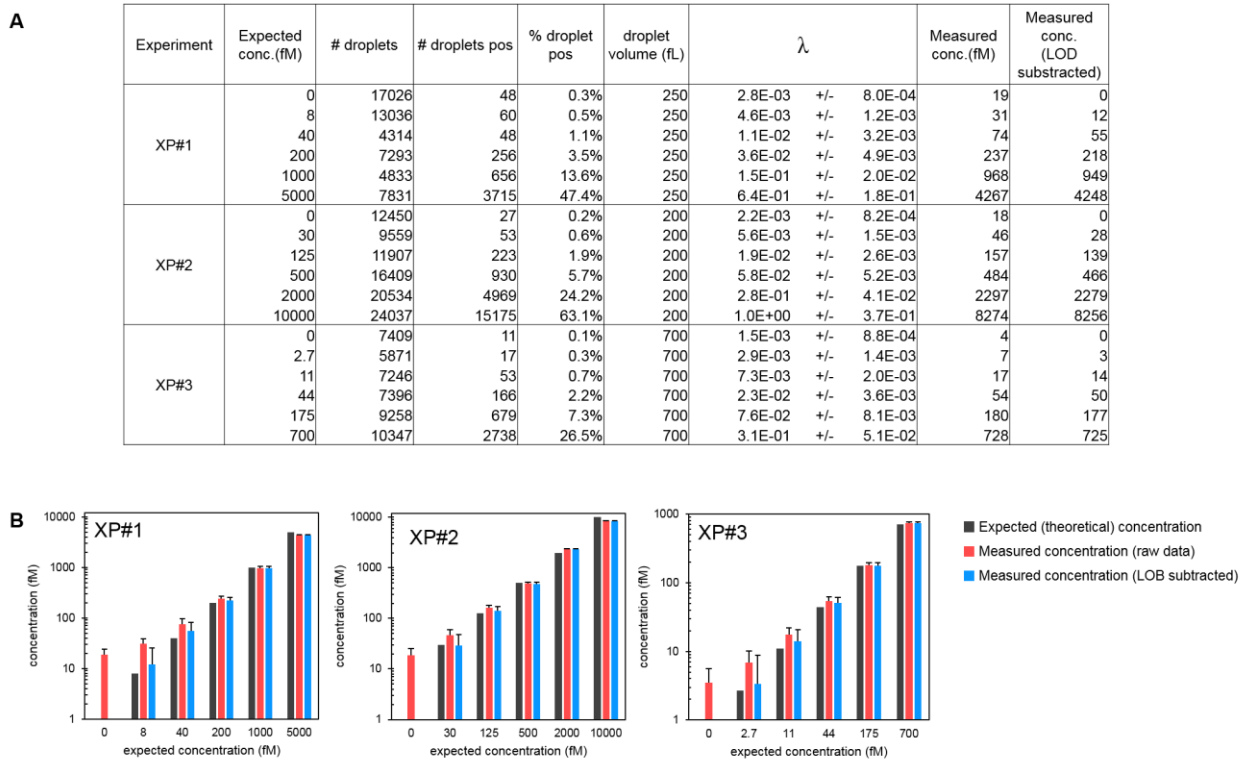 A
Experiment Expected conc.(fM) # droplets # droplets pos % droplet pos droplet volume (fL) λ Measured conc.(fM) Measured conc. (LOD substracted)
XP#1
0 17026 48 0.3% 250 2.8E-03 +/- 8.0E-04 19 0
8 13036 60 0.5% 250 4.6E-03 +/- 1.2E-03 31 12
40 4314 48 1.1% 250 1.1E-02 +/- 3.2E-03 74 55
200 7293 256 3.5% 250 3.6E-02 +/- 4.9E-03 237 218
1000 4833 656 13.6% 250 1.5E-01 +/- 2.0E-02 968 949
5000 7831 3715 47.4% 250 6.4E-01 +/- 1.8E-01 4267 4248
XP#2
0 12450 27 0.2% 200 2.2E-03 +/- 8.2E-04 18 0
30 9559 53 0.6% 200 5.6E-03 +/- 1.5E-03 46 28
125 11907 223 1.9% 200 1.9E-02 +/- 2.6E-03 157 139
500 16409 930 5.7% 200 5.8E-02 +/- 5.2E-03 484 466
2000 20534 4969 24.2% 200 2.8E-01 +/- 4.1E-02 2297 2279
10000 24037 15175 63.1% 200 1.0E+00 +/- 3.7E-01 8274 8256
XP#3
0 7409 11 0.1% 700 1.5E-03 +/- 8.8E-04 4 0
2.7 5871 17 0.3% 700 2.9E-03 +/- 1.4E-03 7 3
11 7246 53 0.7% 700 7.3E-03 +/- 2.0E-03 17 14
44 7396 166 2.2% 700 2.3E-02 +/- 3.6E-03 54 50
175 9258 679 7.3% 700 7.6E-02 +/- 8.1E-03 180 177
700 10347 2738 26.5% 700 3.1E-01 +/- 5.1E-02 728 725
B
XP#1
concentration (fM)
10000
1000
100
10
1
0 8 40 200 1000 5000
expected concentration (fM)
XP#2
concentration (fM)
10000
1000
100
10
1
0 30 125 500 2000 10000
expected concentration (fM)
XP#3
concentration (fM)
1000
100
10
1
0 2.7 11 44 175 700
expected concentration (fM)
Expected (theoretical) concentration
Measured concentration (raw data)
Measured concentration (LOB subtracted)